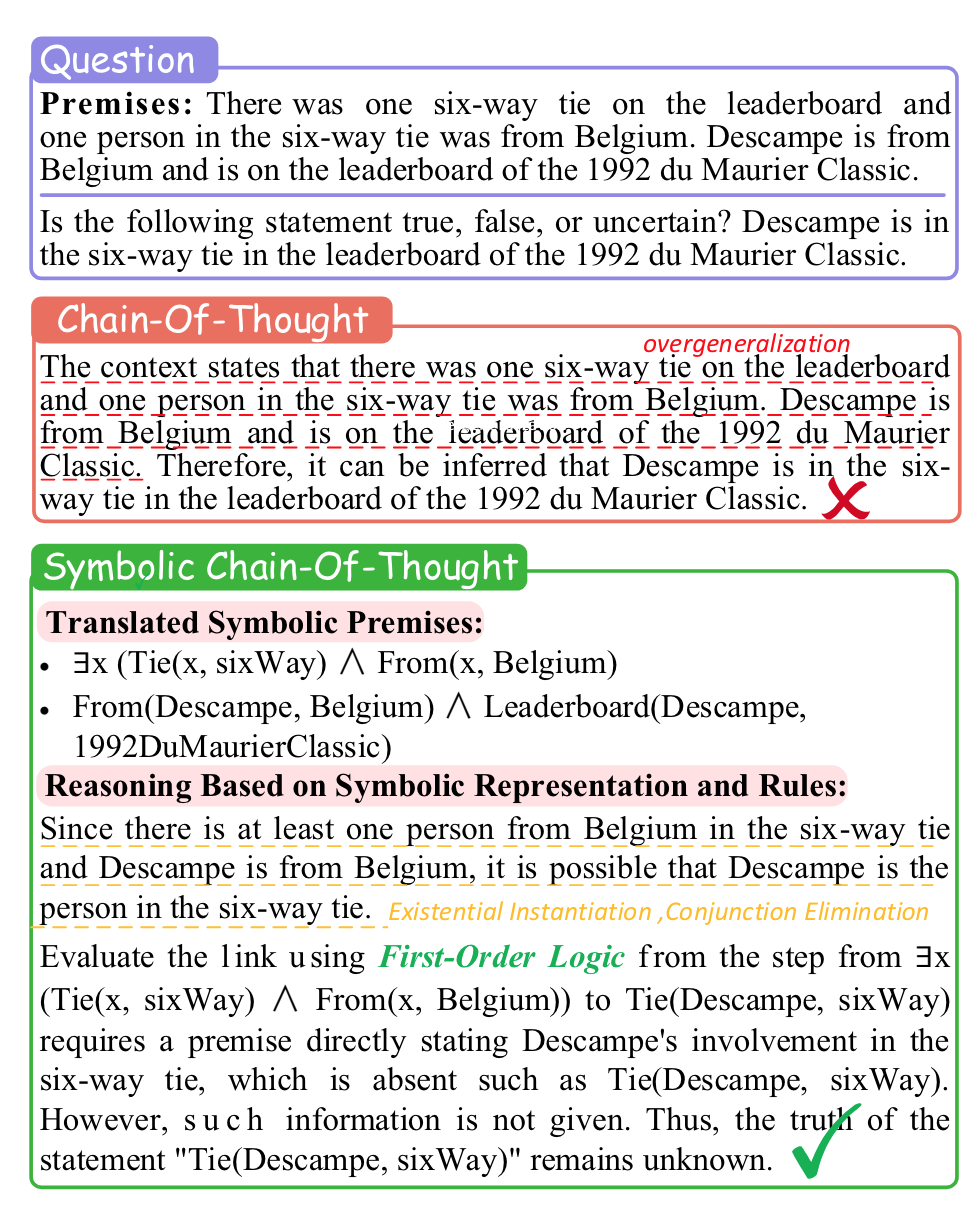 Question
Premises: There was one six-way tie on the leaderboard and
one person in the six-way tie was from Belgium. Descampe is from
Belgium and is on the leaderboard of the 1992 du Maurier Classic.
Is the following statement true, false, or uncertain? Descampe is in
the six-way tie in the leaderboard of the 1992 du Maurier Classic.
Chain-Of-Thought
overgeneralization
The context states that there was one six-way tie on the leaderboard
and one person in the six-way tie was from Belgium. Descampe is
from Belgium and is on the leaderboard of the 1992 du Maurier
Classic. Therefore, it can be inferred that Descampe is in the six-
way tie in the leaderboard of the 1992 du Maurier Classic.
Symbolic Chain-Of-Thought
Translated Symbolic Premises:
• ∃x (Tie(x, sixWay) ∧ From(x, Belgium)
• From(Descampe, Belgium) ∧ Leaderboard(Descampe,
1992DuMaurierClassic)
Reasoning Based on Symbolic Representation and Rules:
Since there is at least one person from Belgium in the six-way tie
and Descampe is from Belgium, it is possible that Descampe is the
person in the six-way tie. Existential Instantiation ,Conjunction Elimination
Evaluate the link using First-Order Logic from the step from ∃x
(Tie(x, sixWay) ∧ From(x, Belgium)) to Tie(Descampe, sixWay)
requires a premise directly stating Descampe's involvement in the
six-way tie, which is absent such as Tie(Descampe, sixWay).
However, such information is not given. Thus, the truth of the
statement "Tie(Descampe, sixWay)" remains unknown.